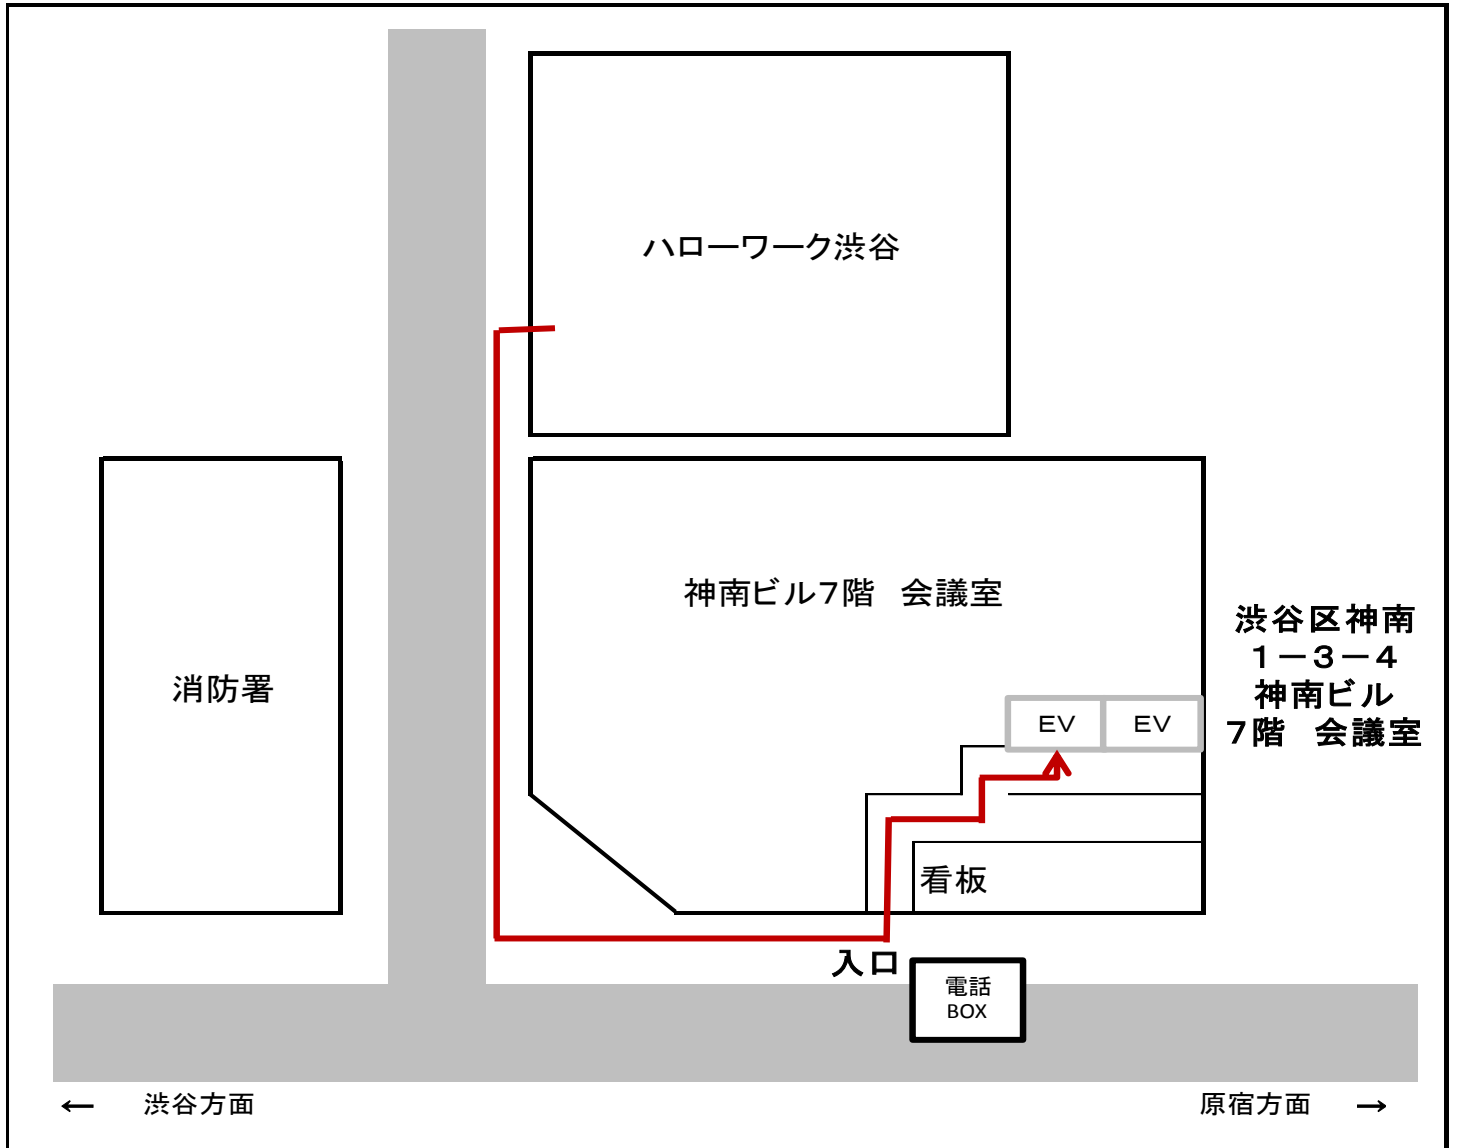 ハローワーク渋谷
神南ビル7階　会議室
渋谷区神南
1－3－4
神南ビル
7階　会議室
消防署
EV
EV
看板
入口
電話
BOX
←　渋谷方面
原宿方面　→